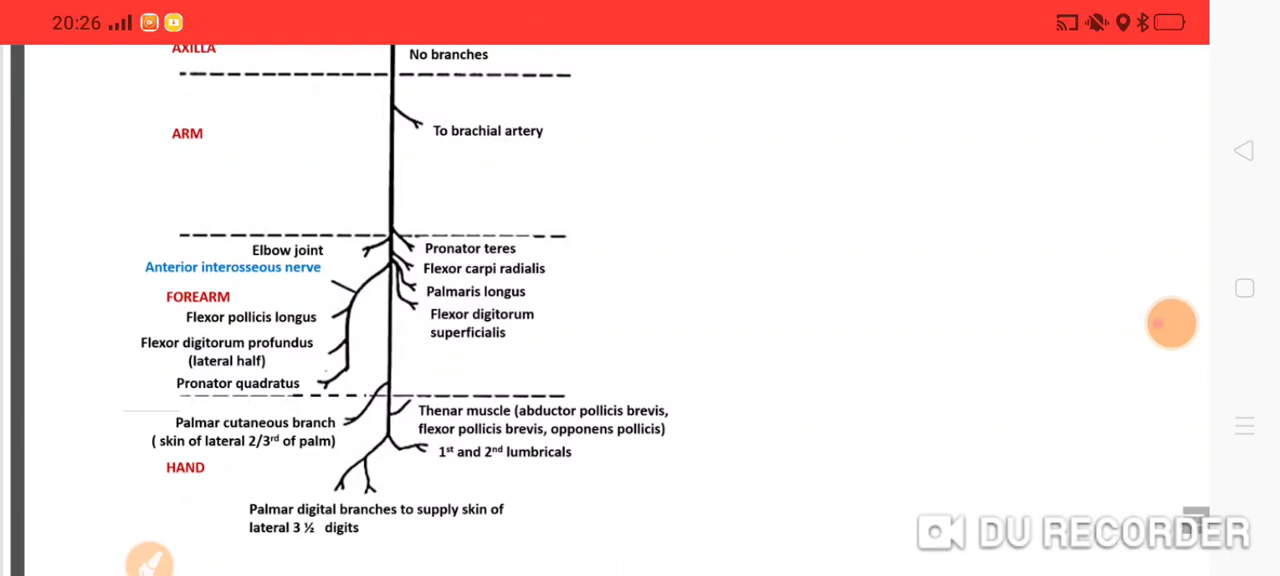 20:26
AXILLA
No branches
ARM
To brachial artery
Elbow joint
Pronator teres
Anterior interosseous nerve
Flexor carpi radialis
FOREARM
Palmaris longus
Flexor pollicis longus
Flexor digitorum
superficialis
Flexor digitorum profundus
(lateral half)
Pronator quadratus
Thenar muscle (abductor pollicis brevis,
flexor pollicis brevis, opponens pollicis)
Palmar cutaneous branch
( skin of lateral 2/3rd of palm)
1st and 2nd lumbricals
HAND
Palmar digital branches to supply skin of
lateral 3 ½ digits
DU RECORDER